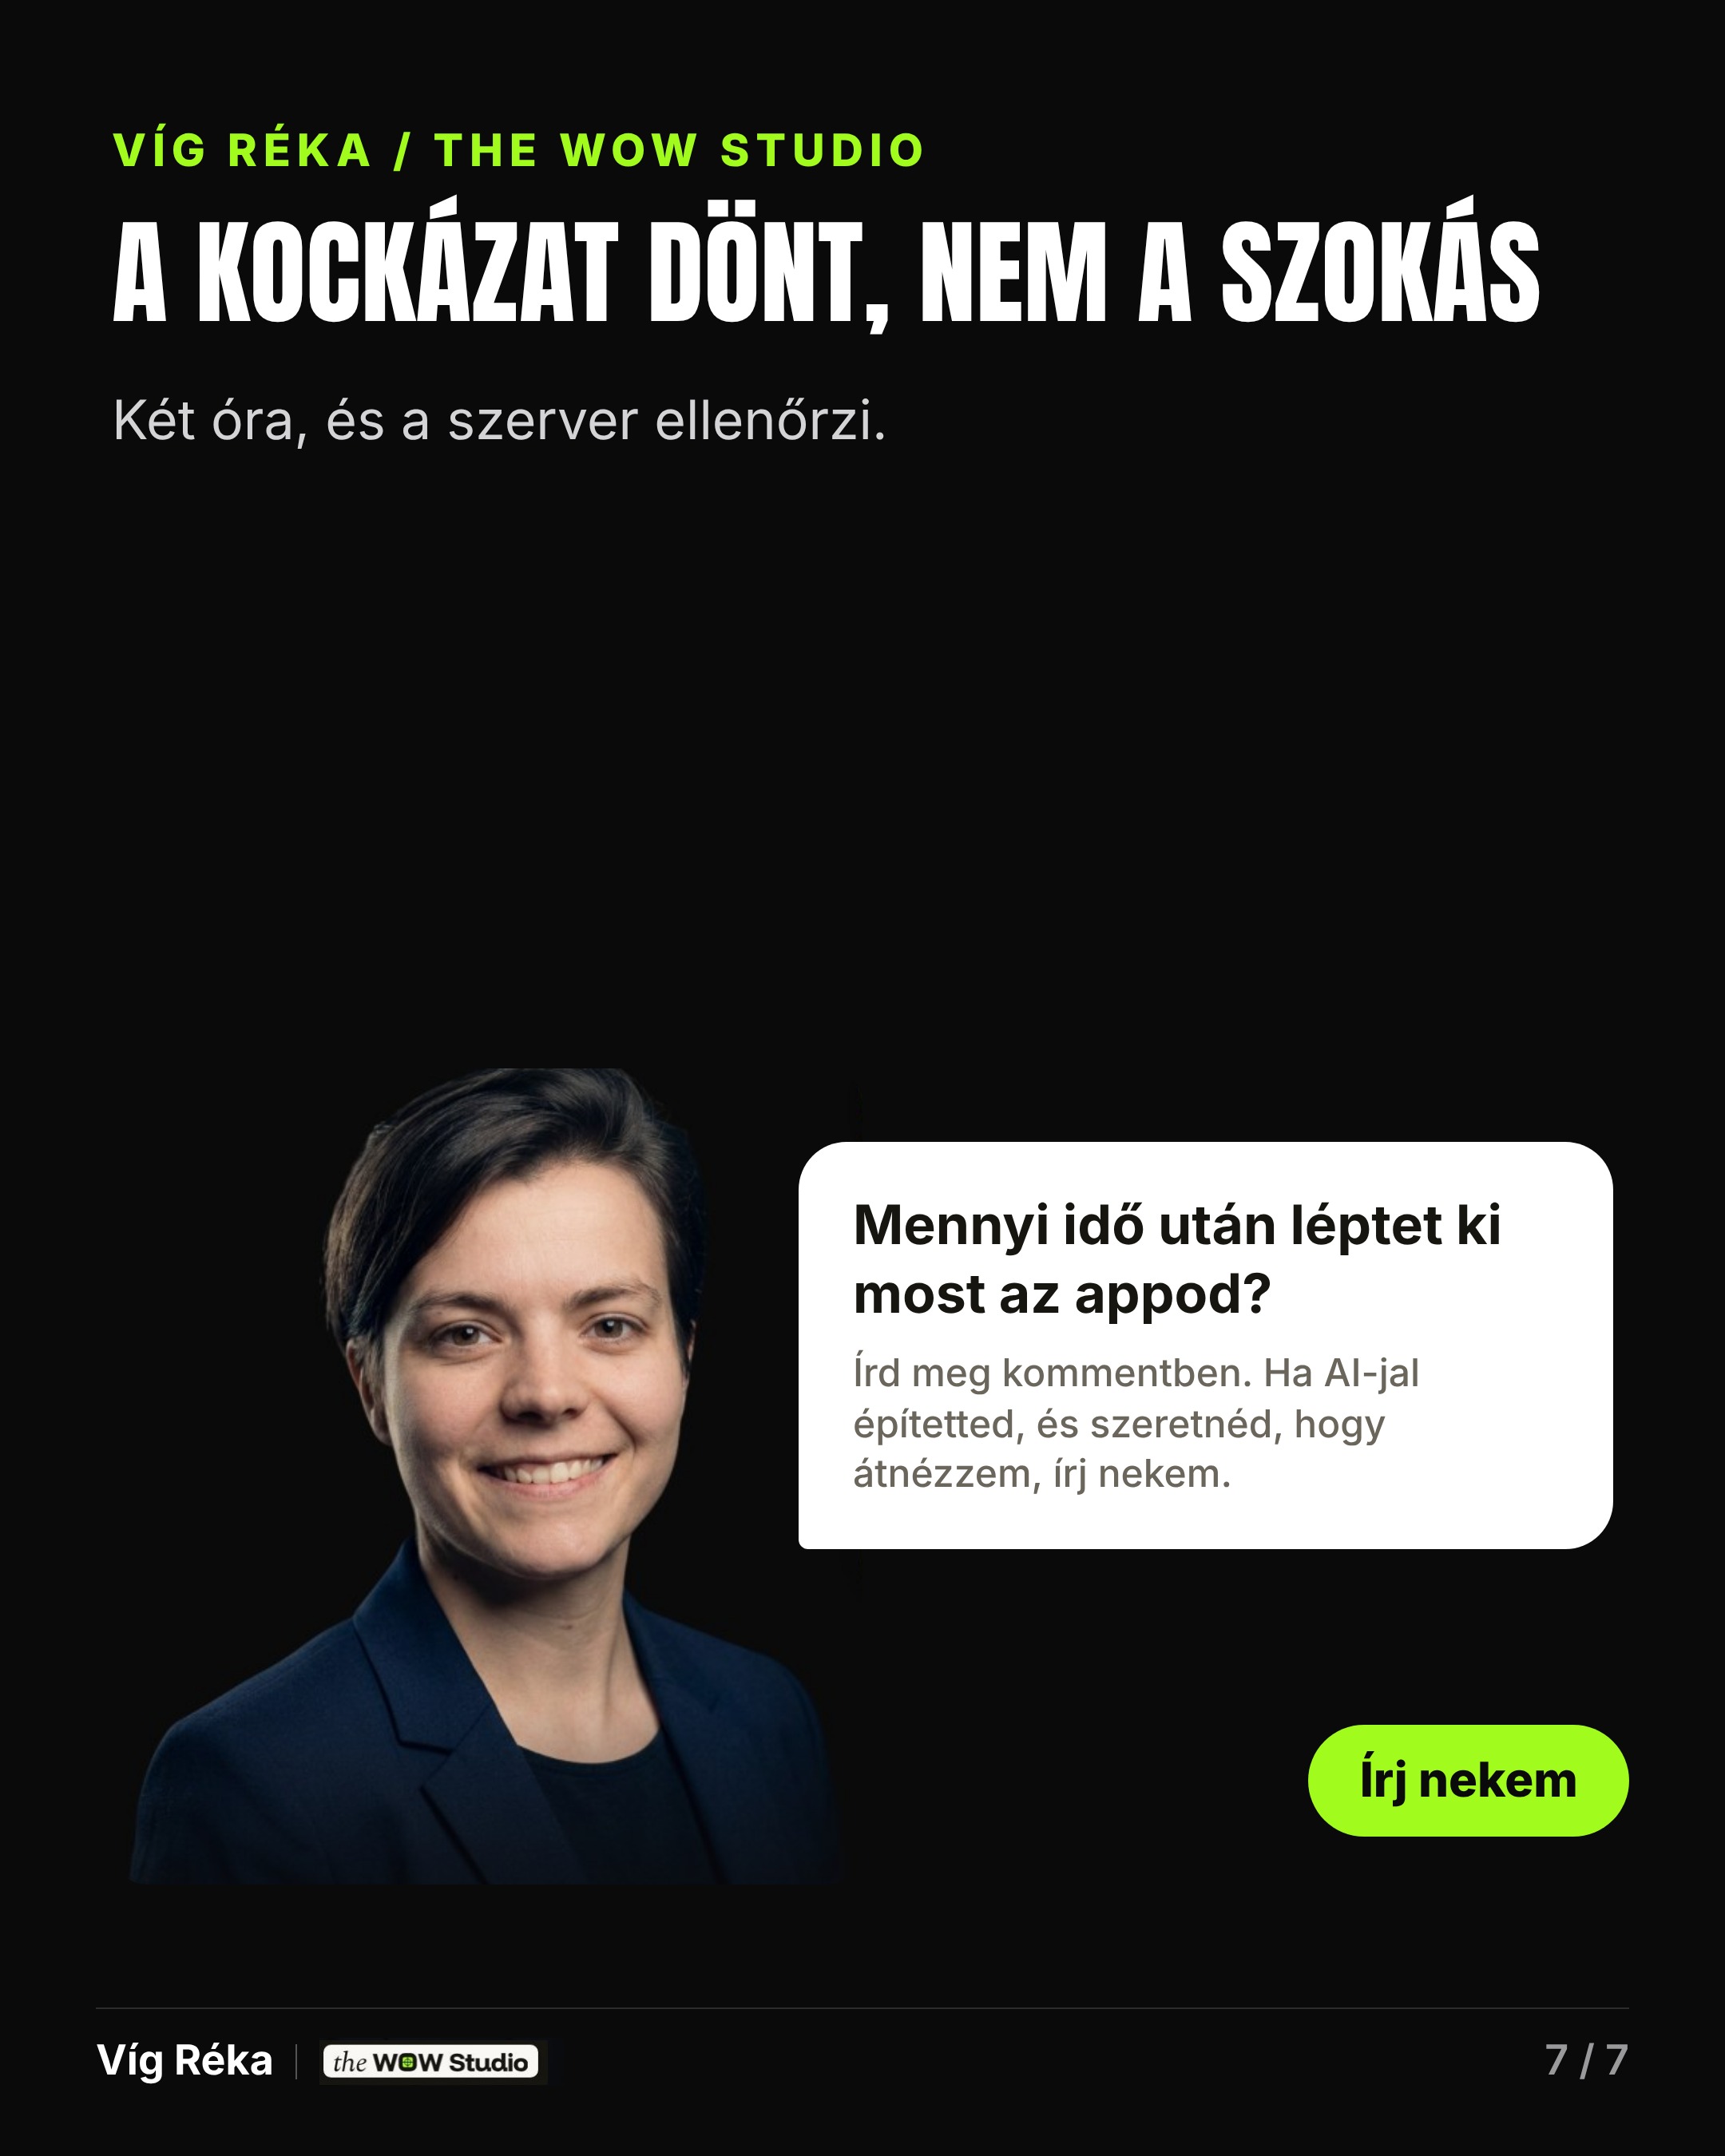 VÍG RÉKA / THE WOW STUDIO
A KOCKÁZAT DÖNT, NEM A SZOKÁS
Két óra, és a szerver ellenőrzi.
Mennyi idő után léptet ki
most az appod?
Írd meg kommentben. Ha AI-jal
építetted, és szeretnéd, hogy
átnézzem, írj nekem.
Írj nekem
Víg Réka
the WOW Studio
7 / 7